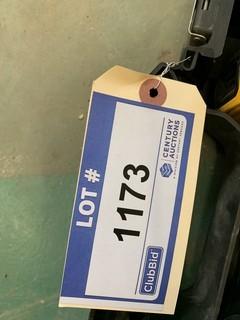 LOT #
1173
CENTURY
AUCTIONS
ClubBid